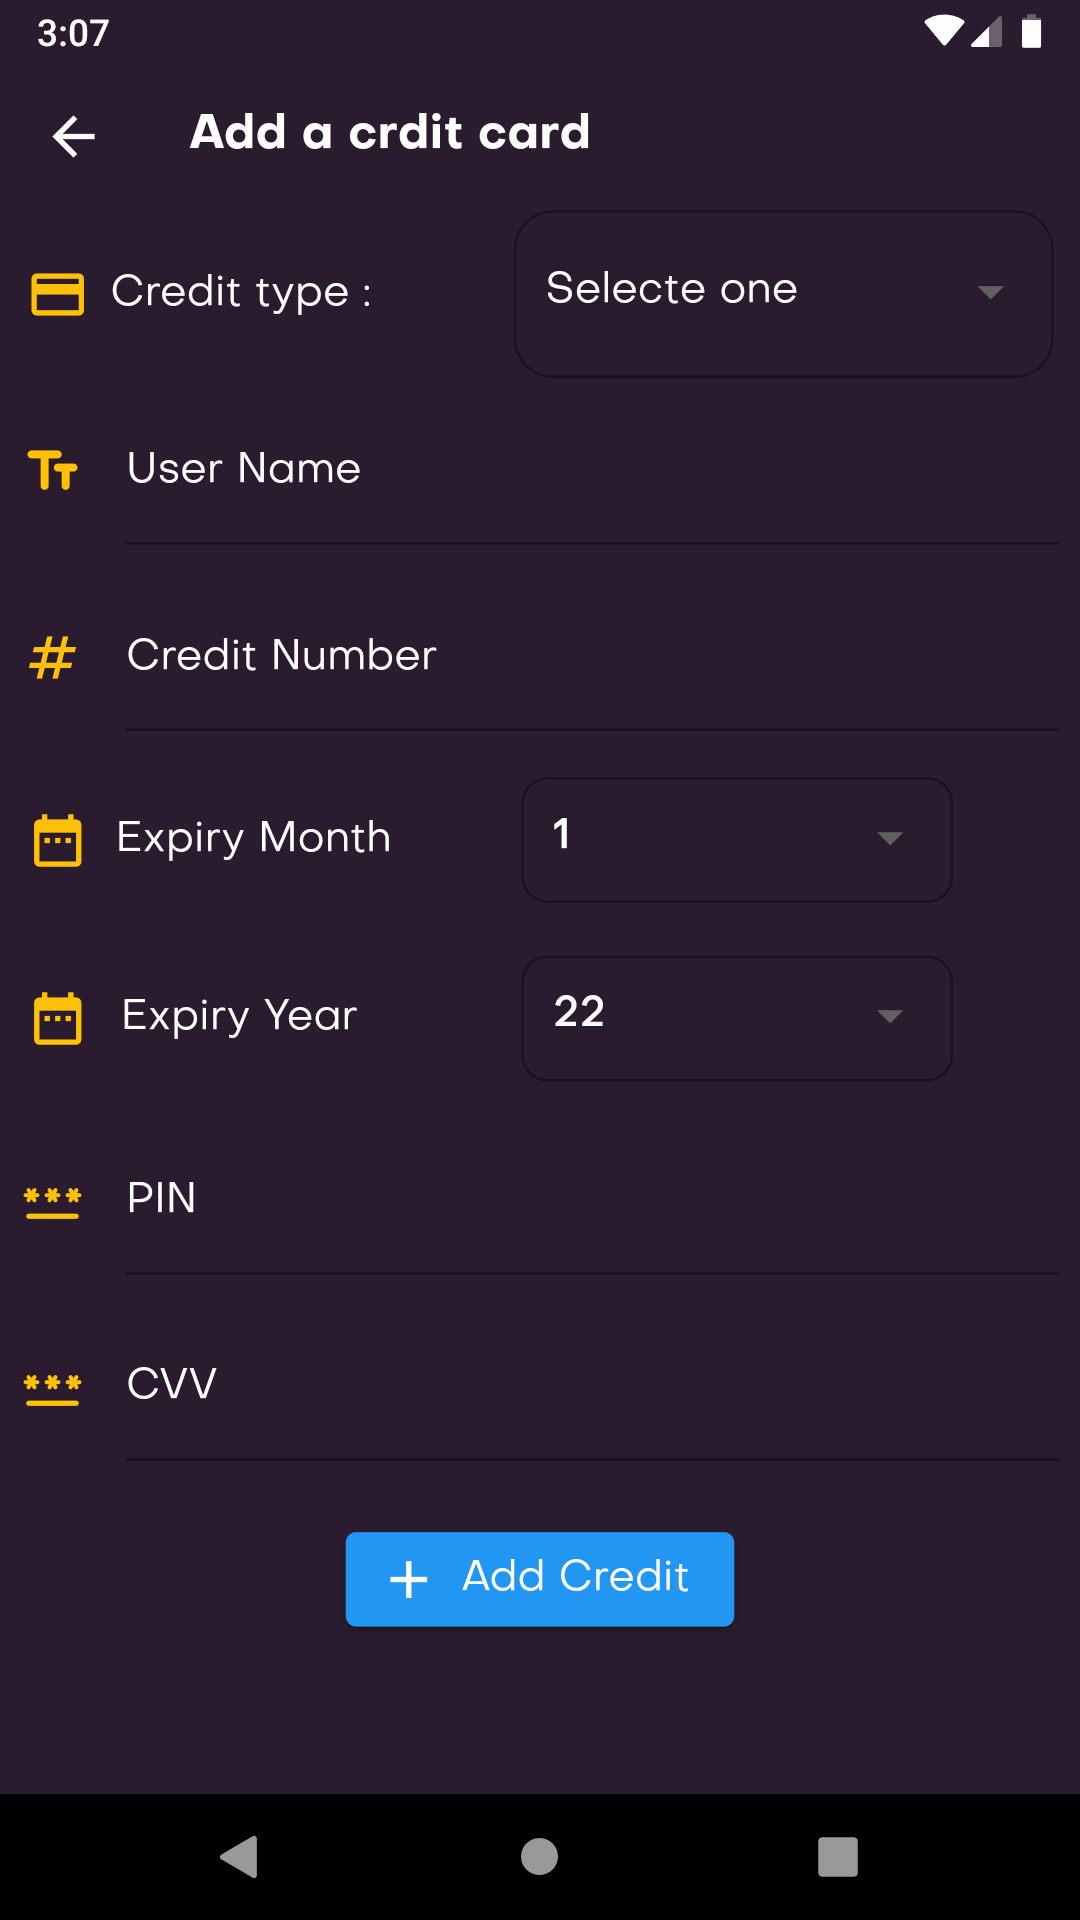 3:07
Add a crdit card
Credit type :
Selecte one
User Name
Credit Number
Expiry Month
1
Expiry Year
22
PIN
CVV
Add Credit